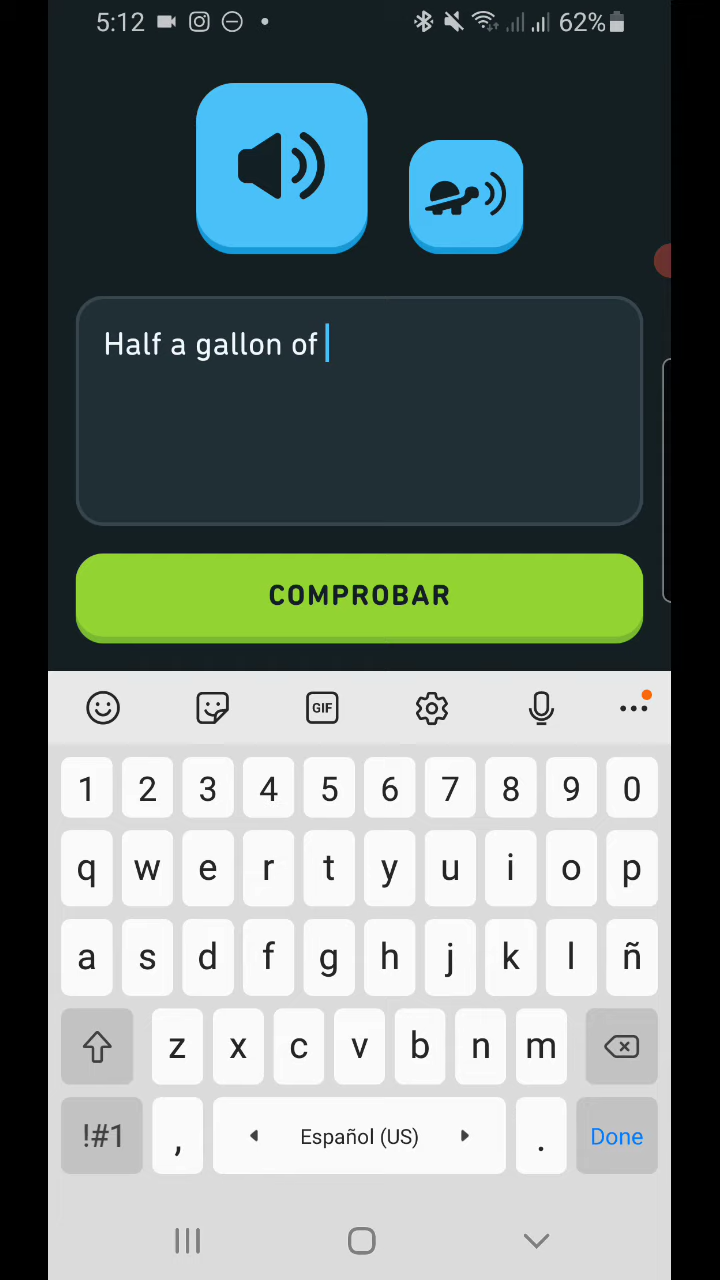 5:12 62%
Half a gallon of
COMPROBAR
GIF
1 2 3 4 5 6 7 8 9 0
q w e r t y u i o p
a s d f g h j k l ñ
z x c v b n m
!#1 , Español (US) . Done